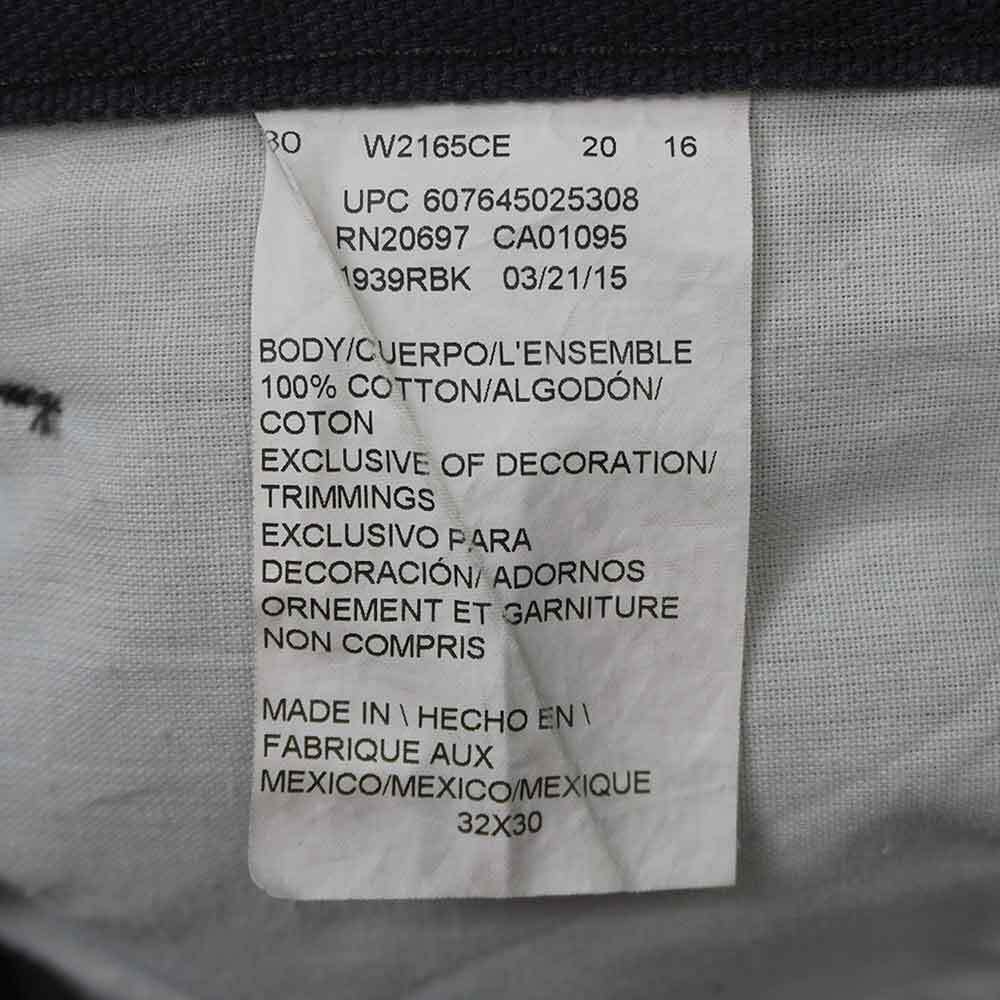 30 W2165CE 20 16
UPC 607645025308
RN20697 CA01095
1939RBK 03/21/15
BODY/CUERPO/L'ENSEMBLE
100% COTTON/ALGODÓN/
COTON
EXCLUSIVE OF DECORATION/
TRIMMINGS
EXCLUSIVO PARA
DECORACIÓN/ ADORNOS
ORNEMENT ET GARNITURE
NON COMPRIS
MADE IN \ HECHO EN \
FABRIQUE AUX
MEXICO/MEXICO/MEXIQUE
32X30